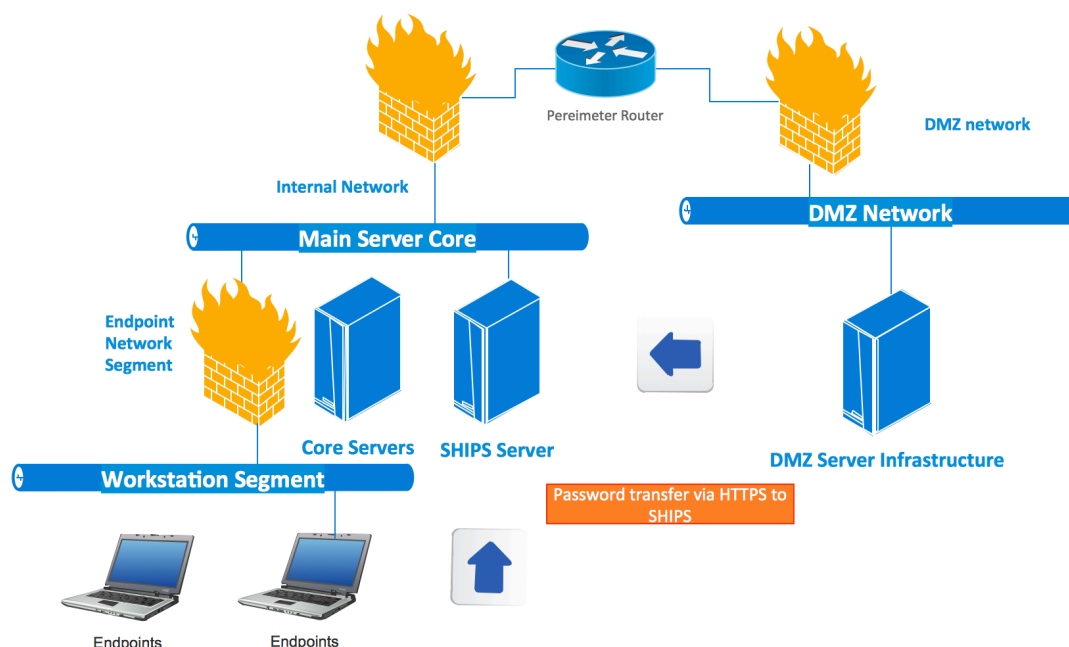 Pereimeter Router
DMZ network
Internal Network
DMZ Network
Main Server Core
Endpoint
Network
Segment
Core Servers
SHIPS Server
DMZ Server Infrastructure
Workstation Segment
Password transfer via HTTPS to
SHIPS
Endpoints
Endpoints